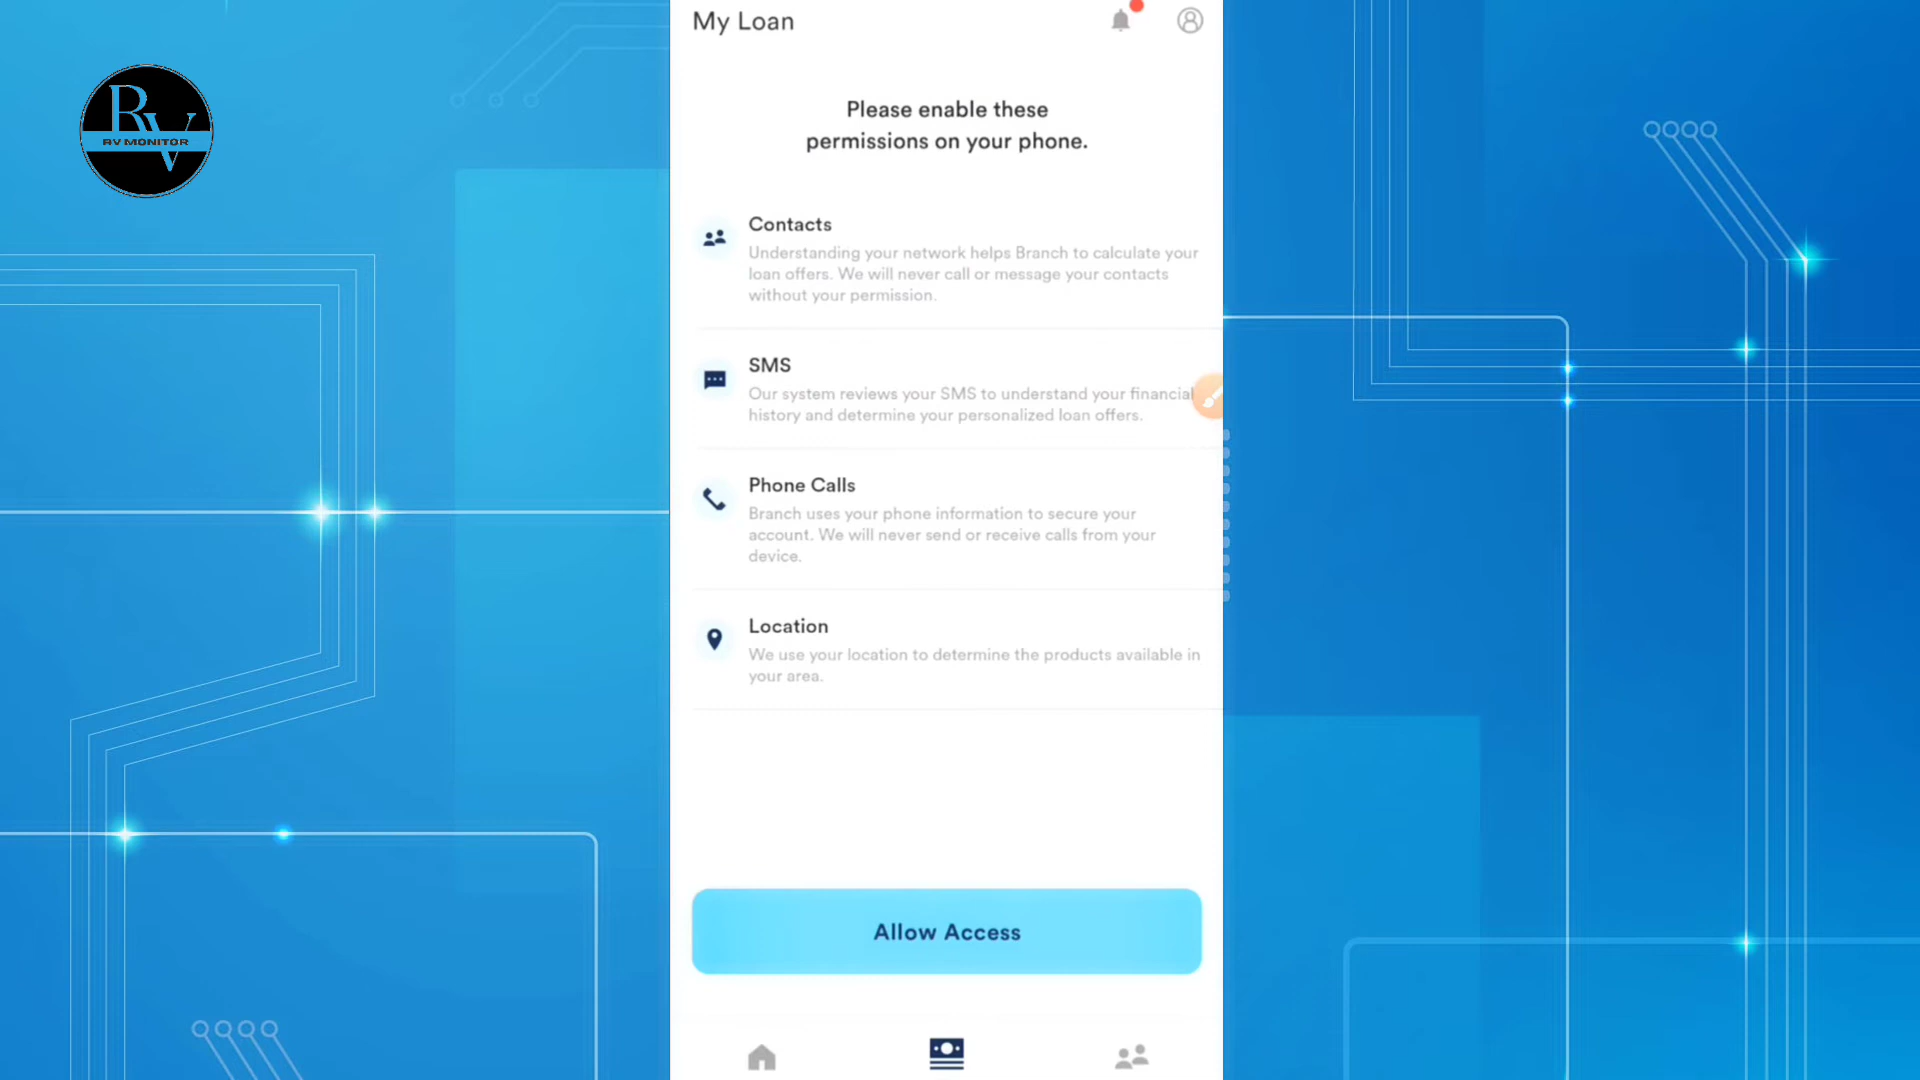 RV
RV MONITOR
My Loan
Please enable these
permissions on your phone.
Contacts
Understanding your network helps Branch to calculate your
loan offers. We will never call or message your contacts
without your permission.
SMS
Our system reviews your SMS to understand your financial
history and determine your personalized loan offers.
Phone Calls
Branch uses your phone information to secure your
account. We will never send or receive calls from your
device.
Location
We use your location to determine the products available in
your area.
Allow Access